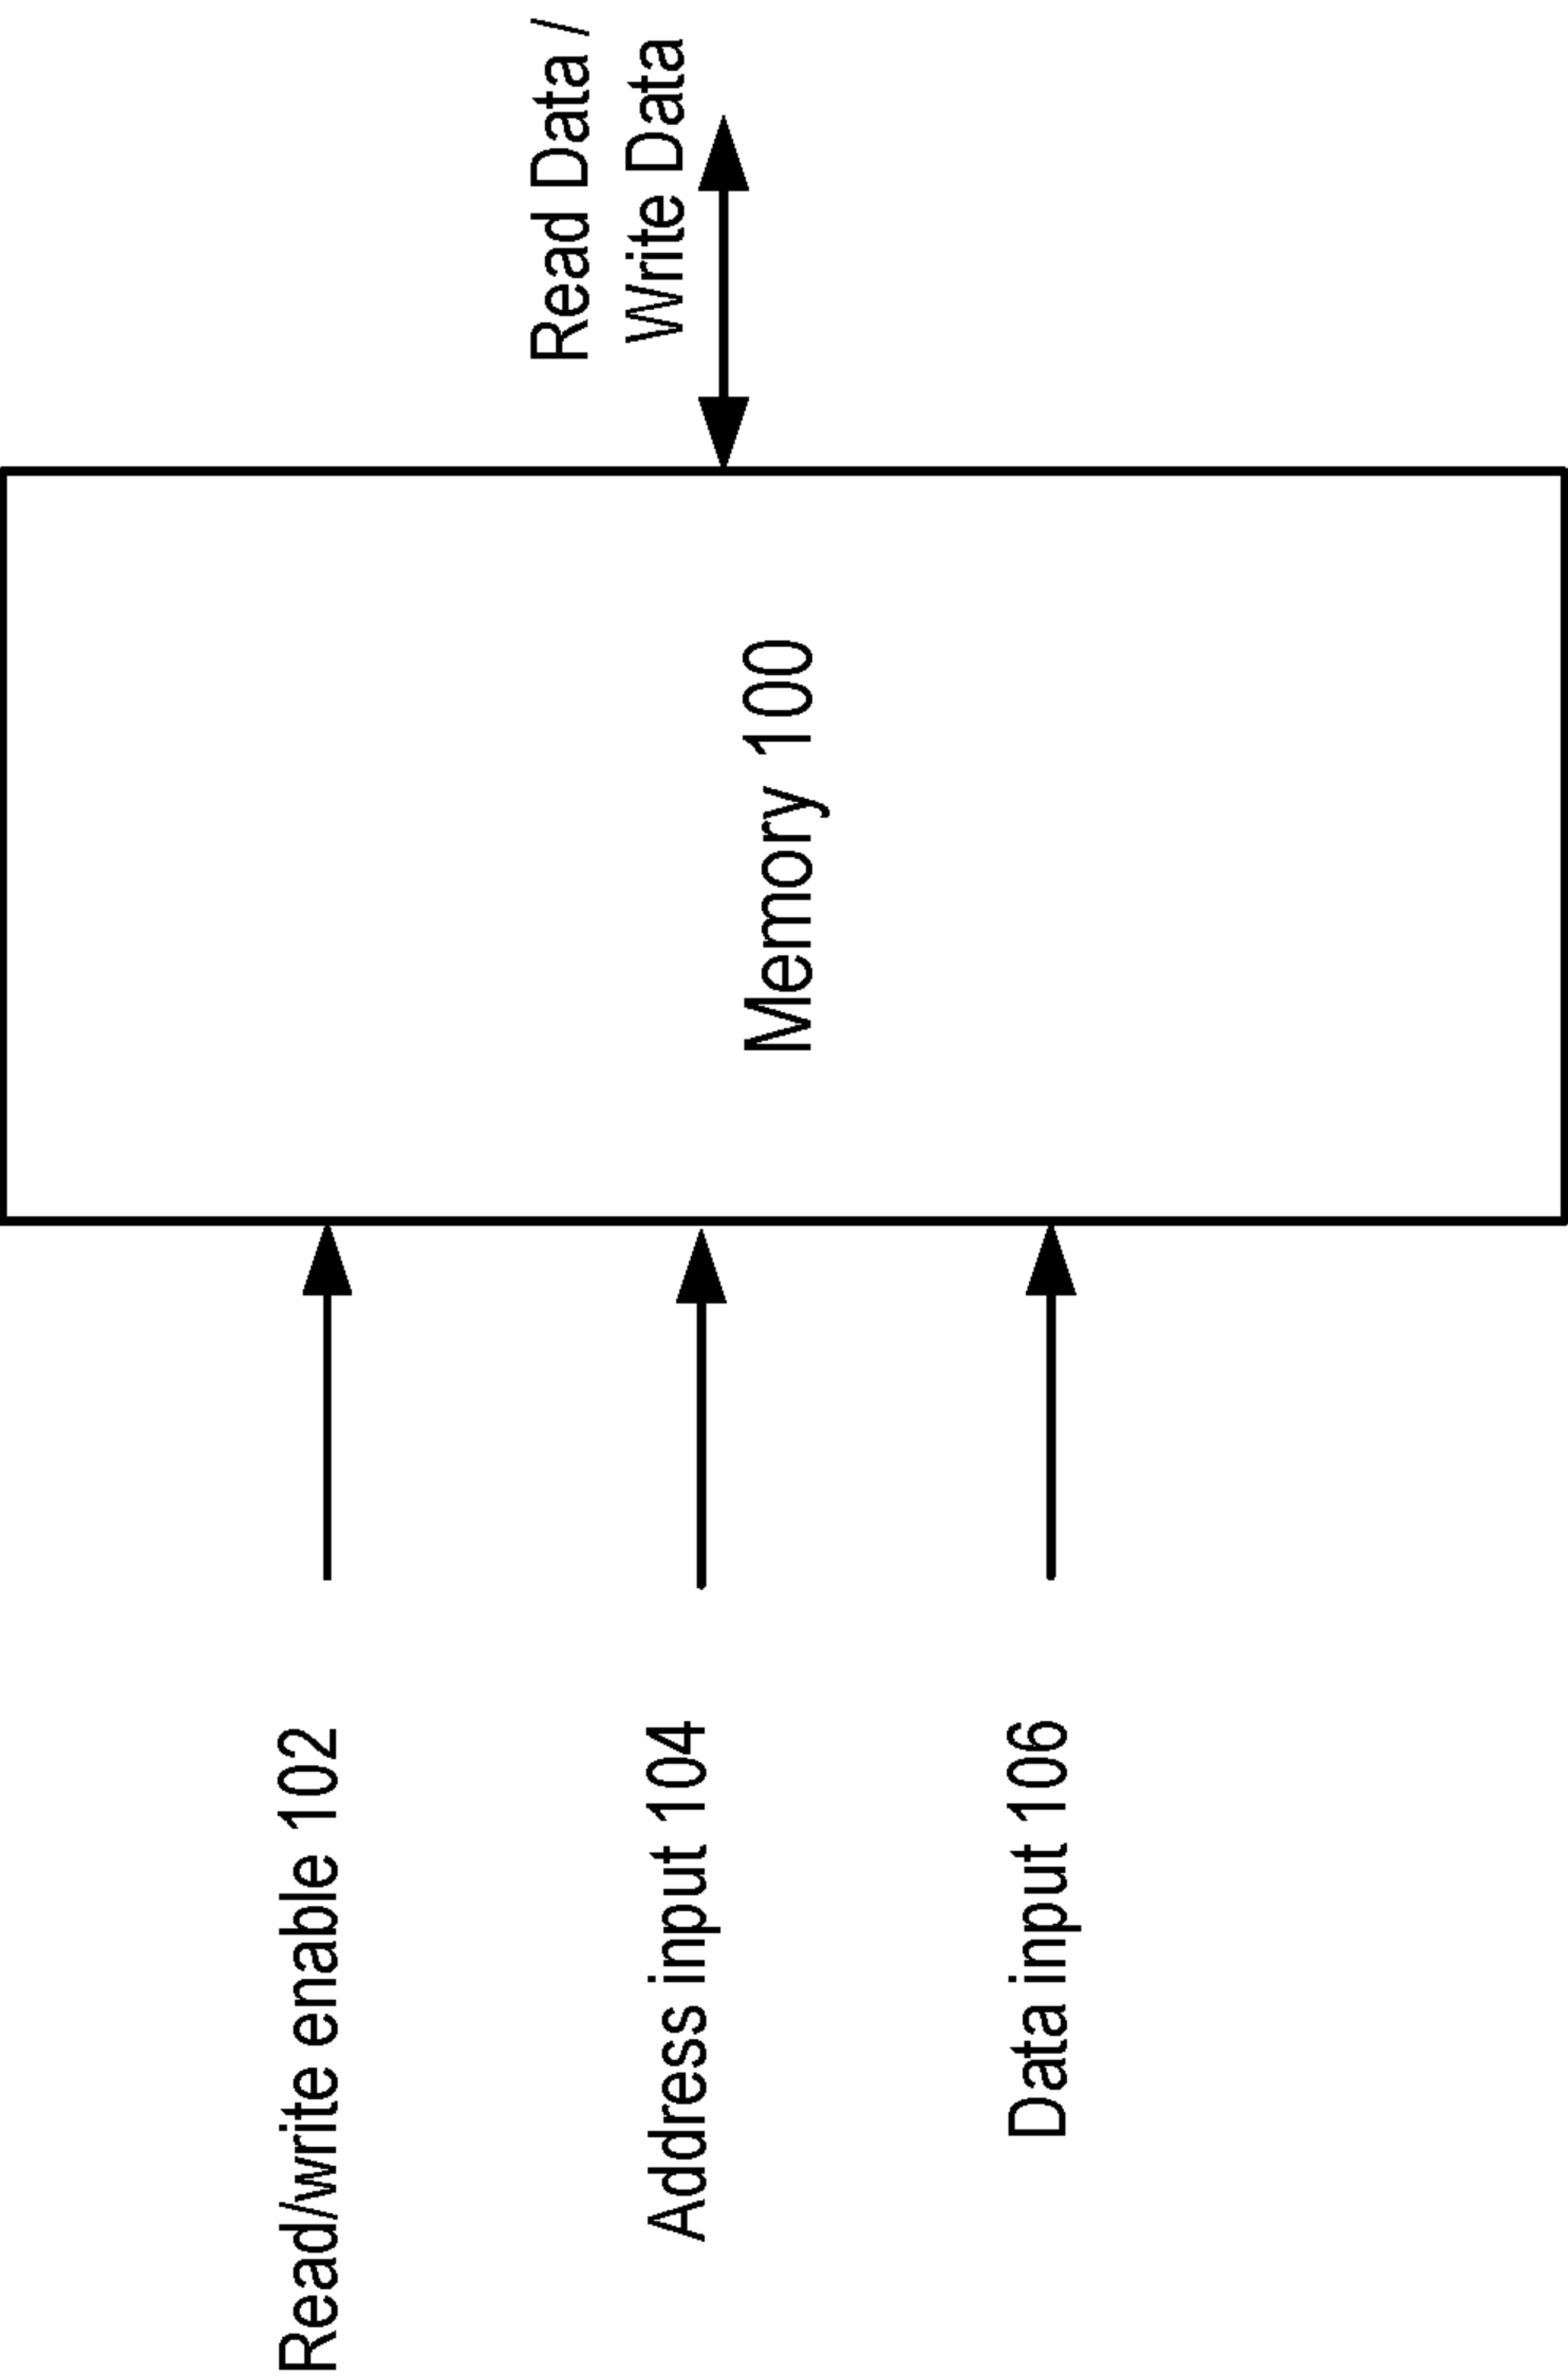 Read/write enable 102
Address input 104
Data input 106
Memory 100
Read Data /
Write Data